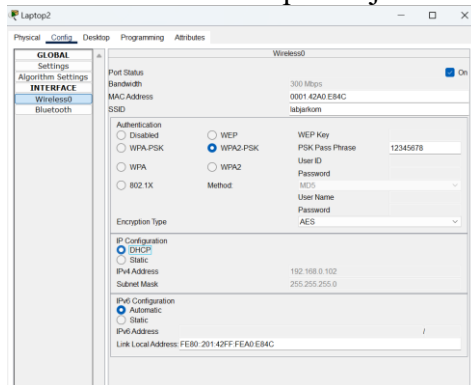 Laptop2
Physical Config Desktop Programming Attributes
GLOBAL
Settings
Algorithm Settings
INTERFACE
Wireless0
Bluetooth
Wireless0
Port Status On
Bandwidth 300 Mbps
MAC Address 0001.42A0.E84C
SSID labjarkom
Authentication
Disabled WEP WEP Key
WPA-PSK WPA2-PSK PSK Pass Phrase 12345678
User ID
WPA WPA2 Password
802.1X Method: MD5
User Name
Password
Encryption Type AES
IP Configuration
DHCP
Static
IPv4 Address 192.168.0.102
Subnet Mask 255.255.255.0
IPv6 Configuration
Automatic
Static
IPv6 Address /
Link Local Address: FE80::201:42FF:FEA0:E84C